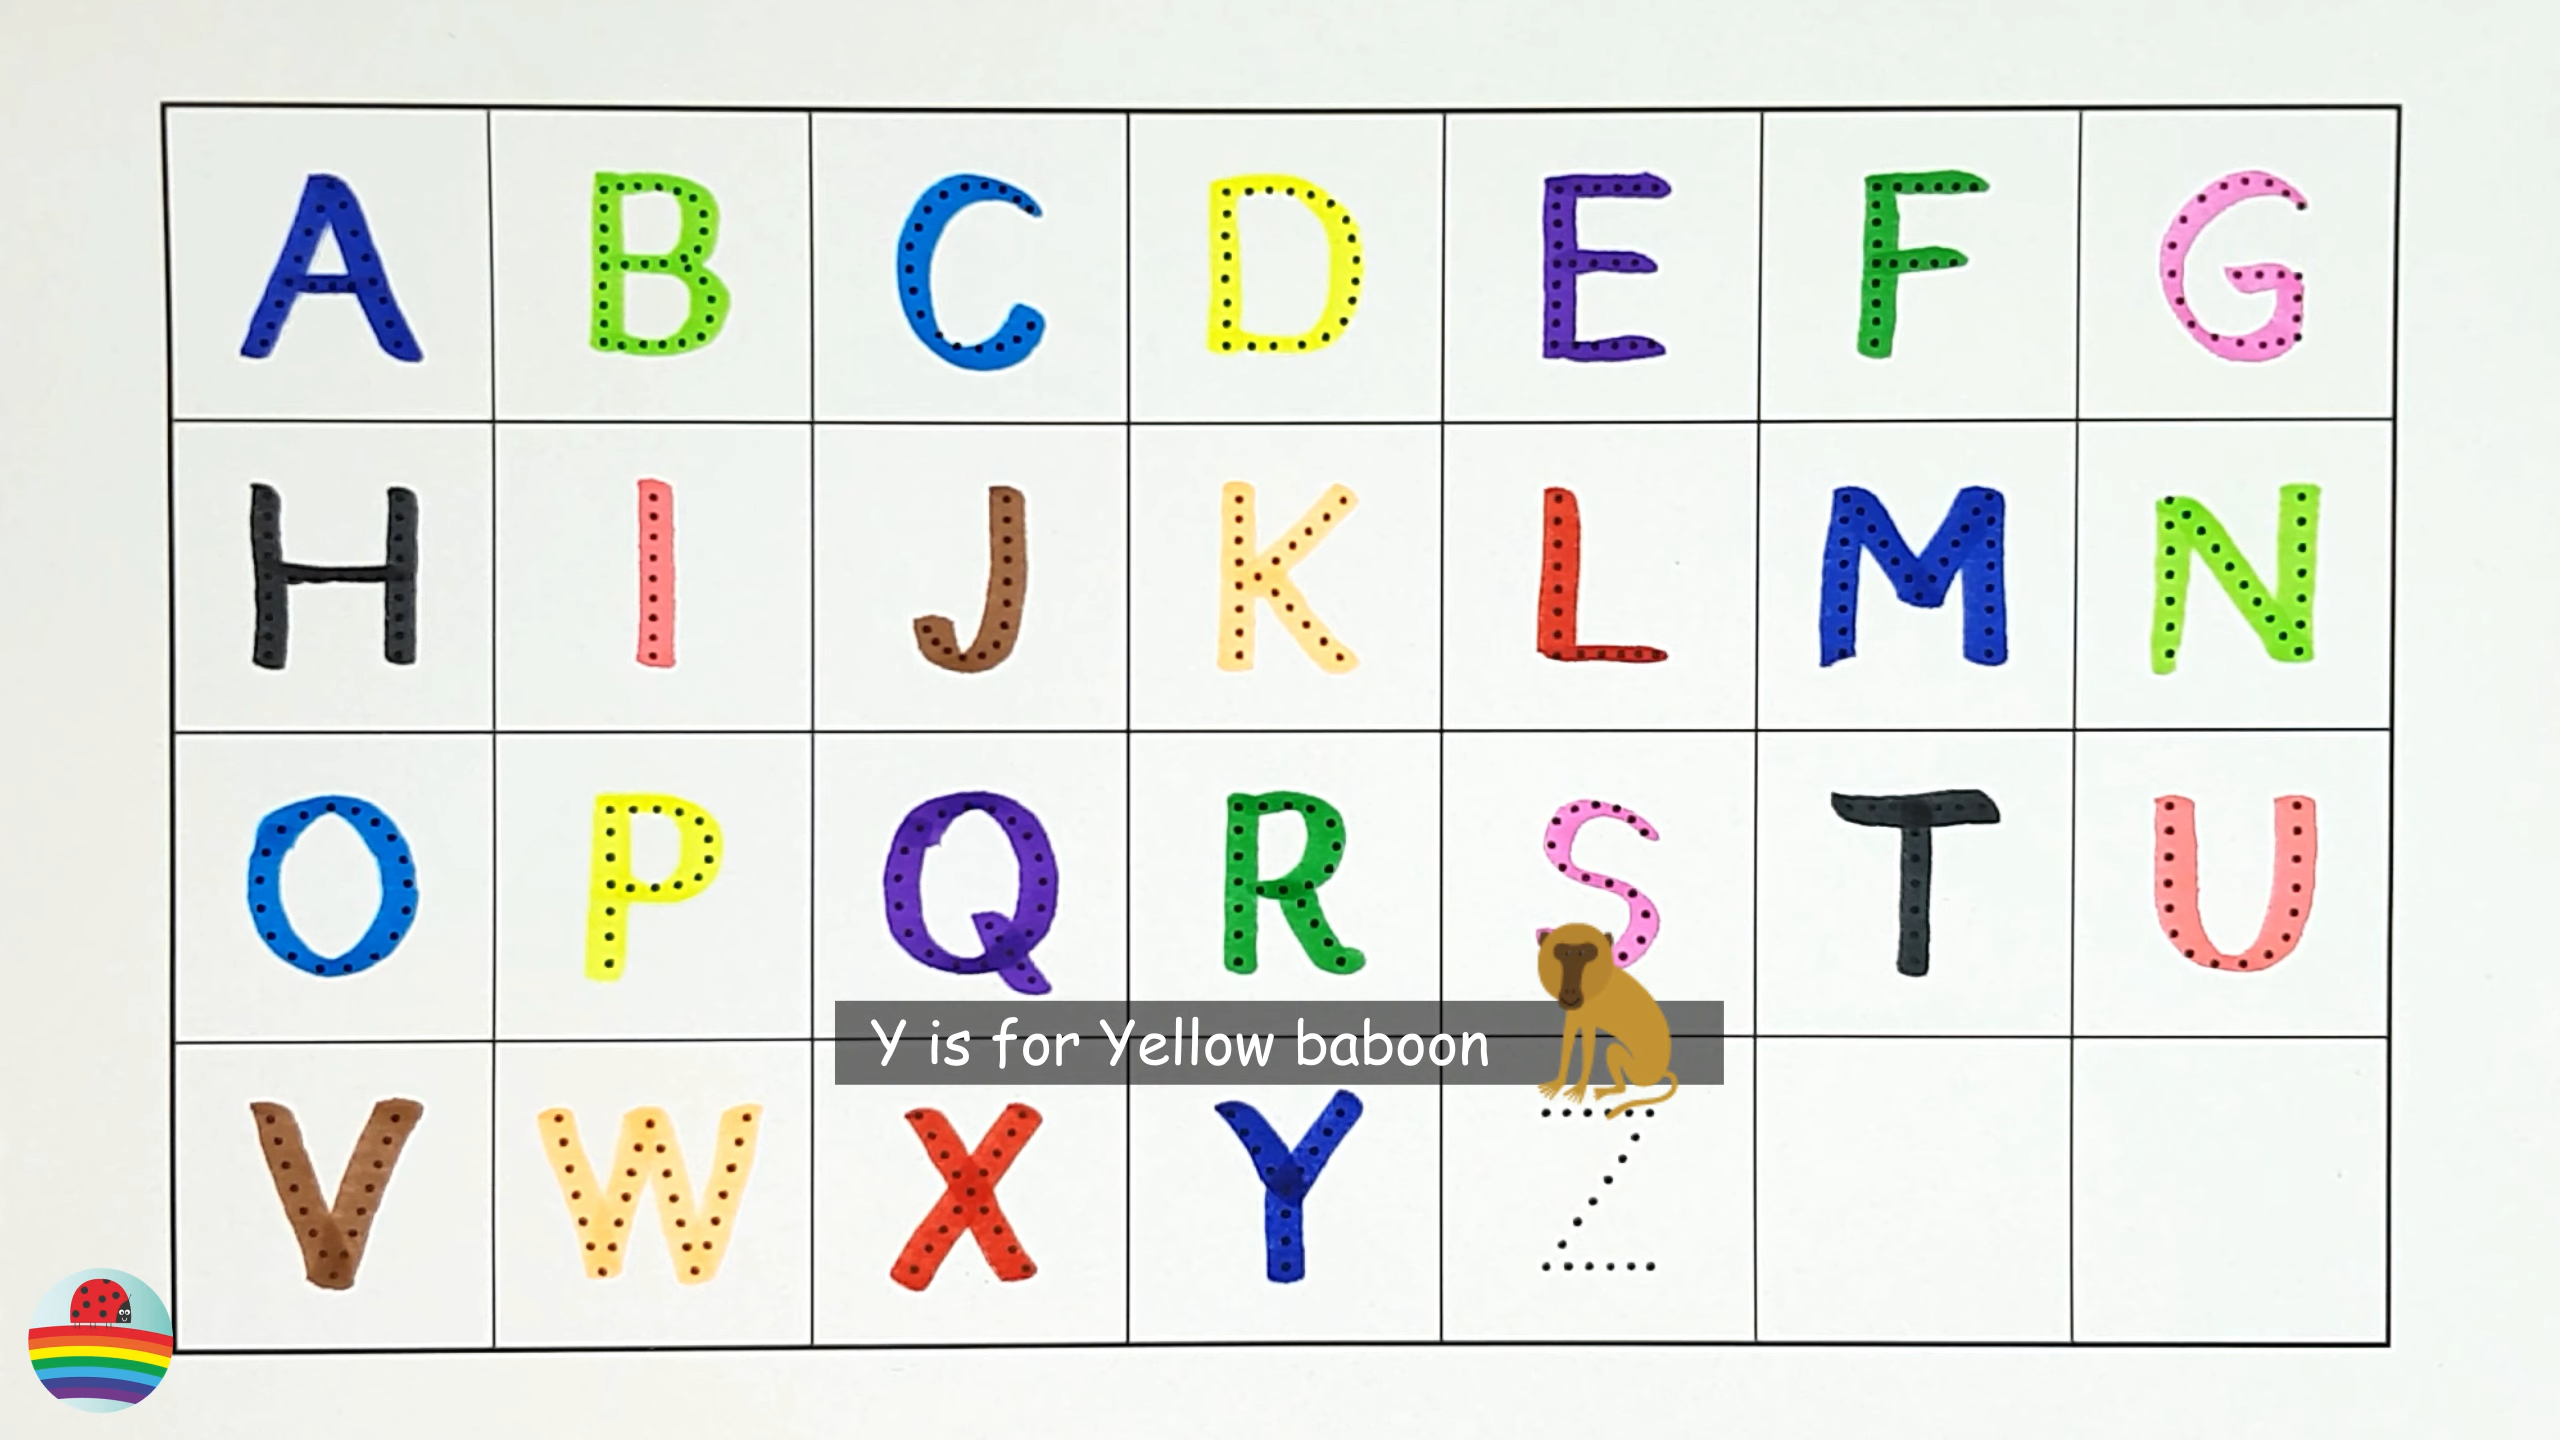 A B C D E F G
H I J K L M N
O P Q R S T U
Y is for Yellow baboon
V W X Y Z